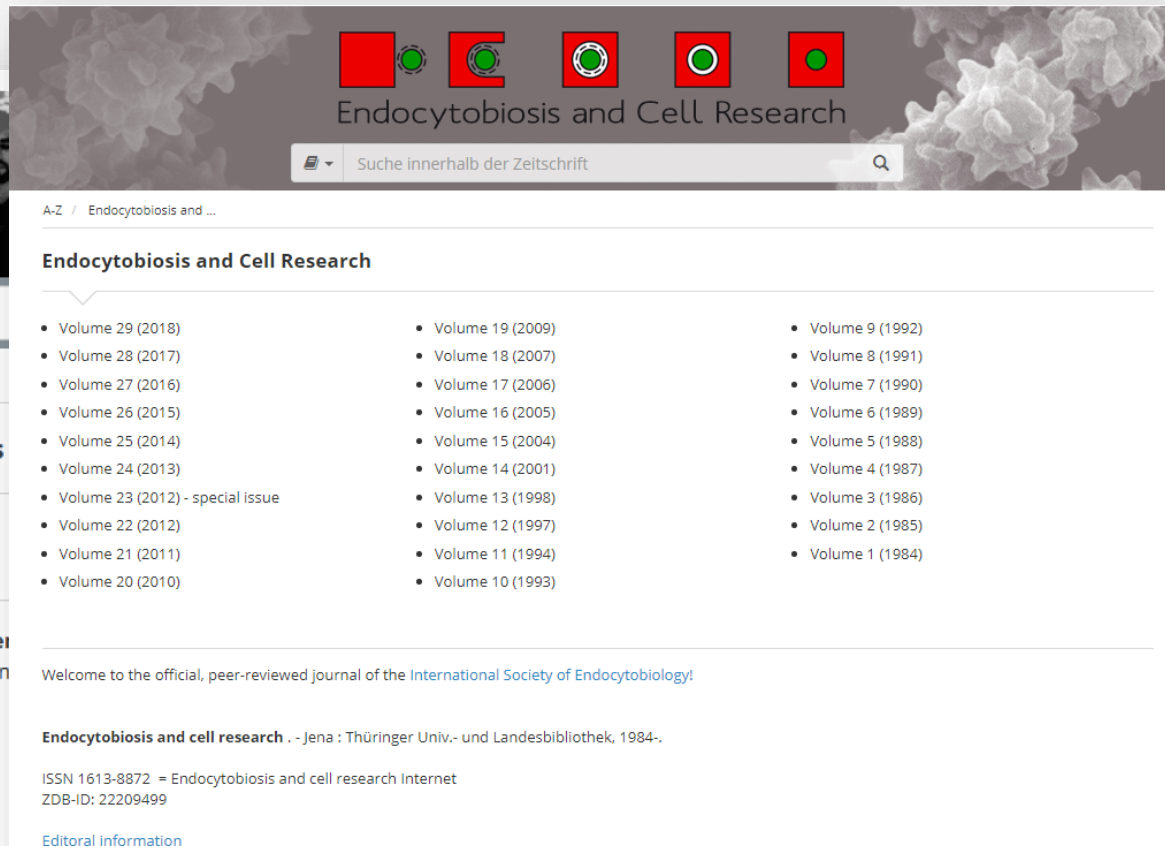 Endocytobiosis and Cell Research
Suche innerhalb der Zeitschrift
A-Z / Endocytobiosis and ...
Endocytobiosis and Cell Research
Volume 29 (2018)
Volume 28 (2017)
Volume 27 (2016)
Volume 26 (2015)
Volume 25 (2014)
Volume 24 (2013)
Volume 23 (2012) - special issue
Volume 22 (2012)
Volume 21 (2011)
Volume 20 (2010)
Volume 19 (2009)
Volume 18 (2007)
Volume 17 (2006)
Volume 16 (2005)
Volume 15 (2004)
Volume 14 (2001)
Volume 13 (1998)
Volume 12 (1997)
Volume 11 (1994)
Volume 10 (1993)
Volume 9 (1992)
Volume 8 (1991)
Volume 7 (1990)
Volume 6 (1989)
Volume 5 (1988)
Volume 4 (1987)
Volume 3 (1986)
Volume 2 (1985)
Volume 1 (1984)
Welcome to the official, peer-reviewed journal of the International Society of Endocytobiology!
Endocytobiosis and cell research . - Jena : Thüringer Univ.- und Landesbibliothek, 1984-.
ISSN 1613-8872 = Endocytobiosis and cell research Internet
ZDB-ID: 22209499
Editoral information